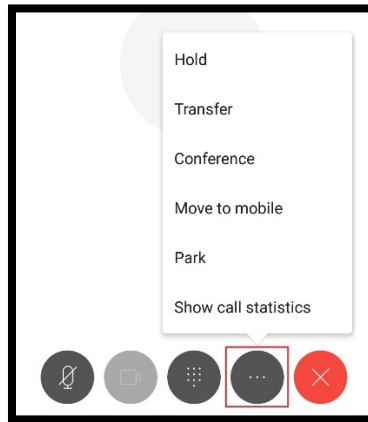 Hold
Transfer
Conference
Move to mobile
Park
Show call statistics